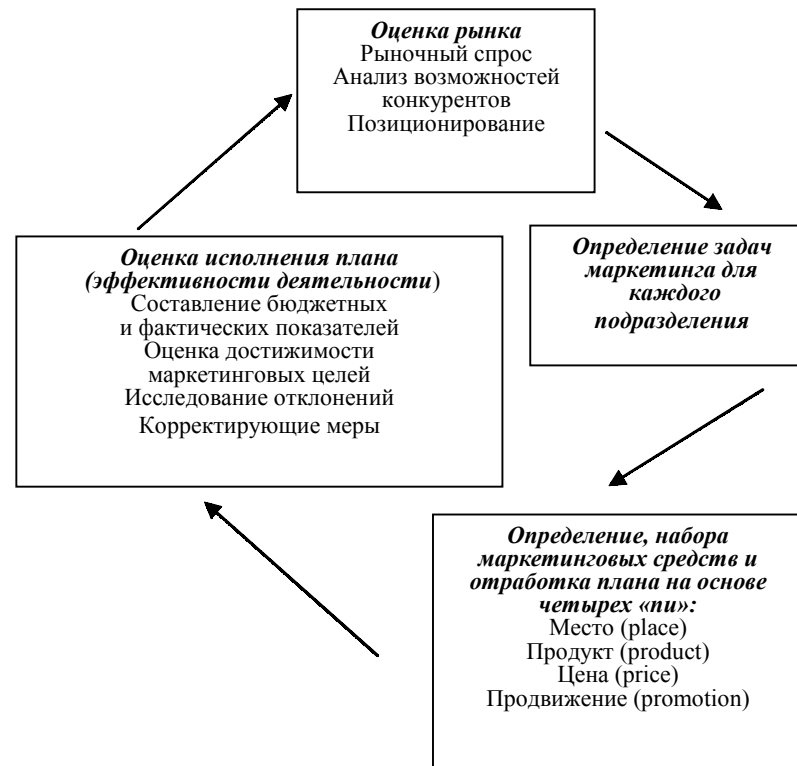 Оценка рынка
Рыночный спрос
Анализ возможностей
конкурентов
Позиционирование
Определение задач
маркетинга для
каждого
подразделения
Определение, набора
маркетинговых средств и
отработка плана на основе
четырех «пи»:
Место (place)
Продукт (product)
Цена (price)
Продвижение (promotion)
Оценка исполнения плана
(эффективности деятельности)
Составление бюджетных
и фактических показателей
Оценка достижимости
маркетинговых целей
Исследование отклонений
Корректирующие меры